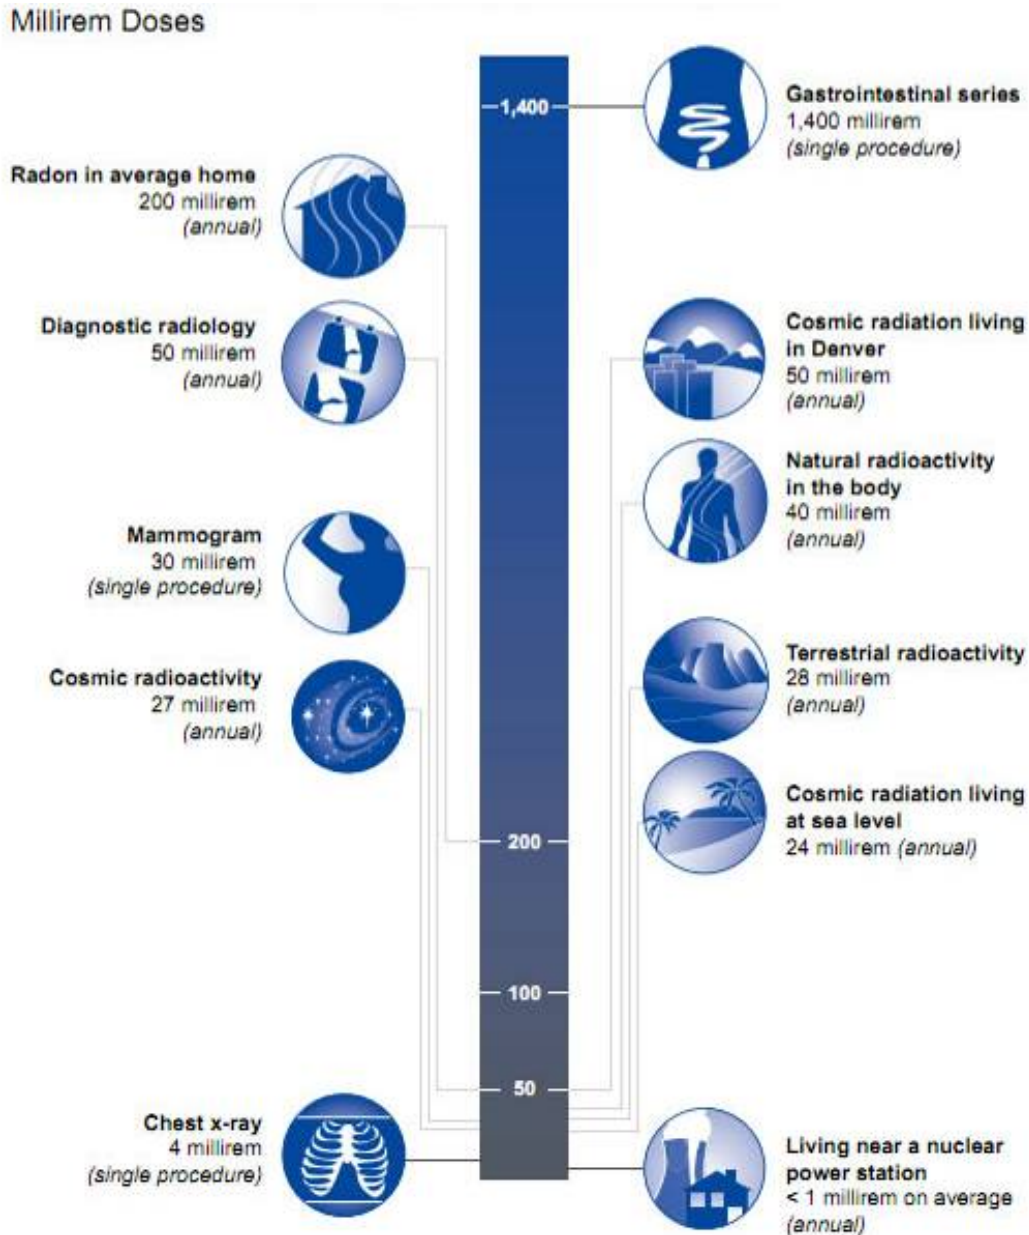 Millirem Doses
1,400
Gastrointestinal series
1,400 millirem
(single procedure)
Radon in average home
200 millirem
(annual)
Diagnostic radiology
50 millirem
(annual)
Cosmic radiation living
in Denver
50 millirem
(annual)
Natural radioactivity
in the body
40 millirem
(annual)
Mammogram
30 millirem
(single procedure)
Terrestrial radioactivity
28 millirem
(annual)
Cosmic radioactivity
27 millirem
(annual)
Cosmic radiation living
at sea level
24 millirem (annual)
200
100
50
Chest x-ray
4 millirem
(single procedure)
Living near a nuclear
power station
< 1 millirem on average
(annual)